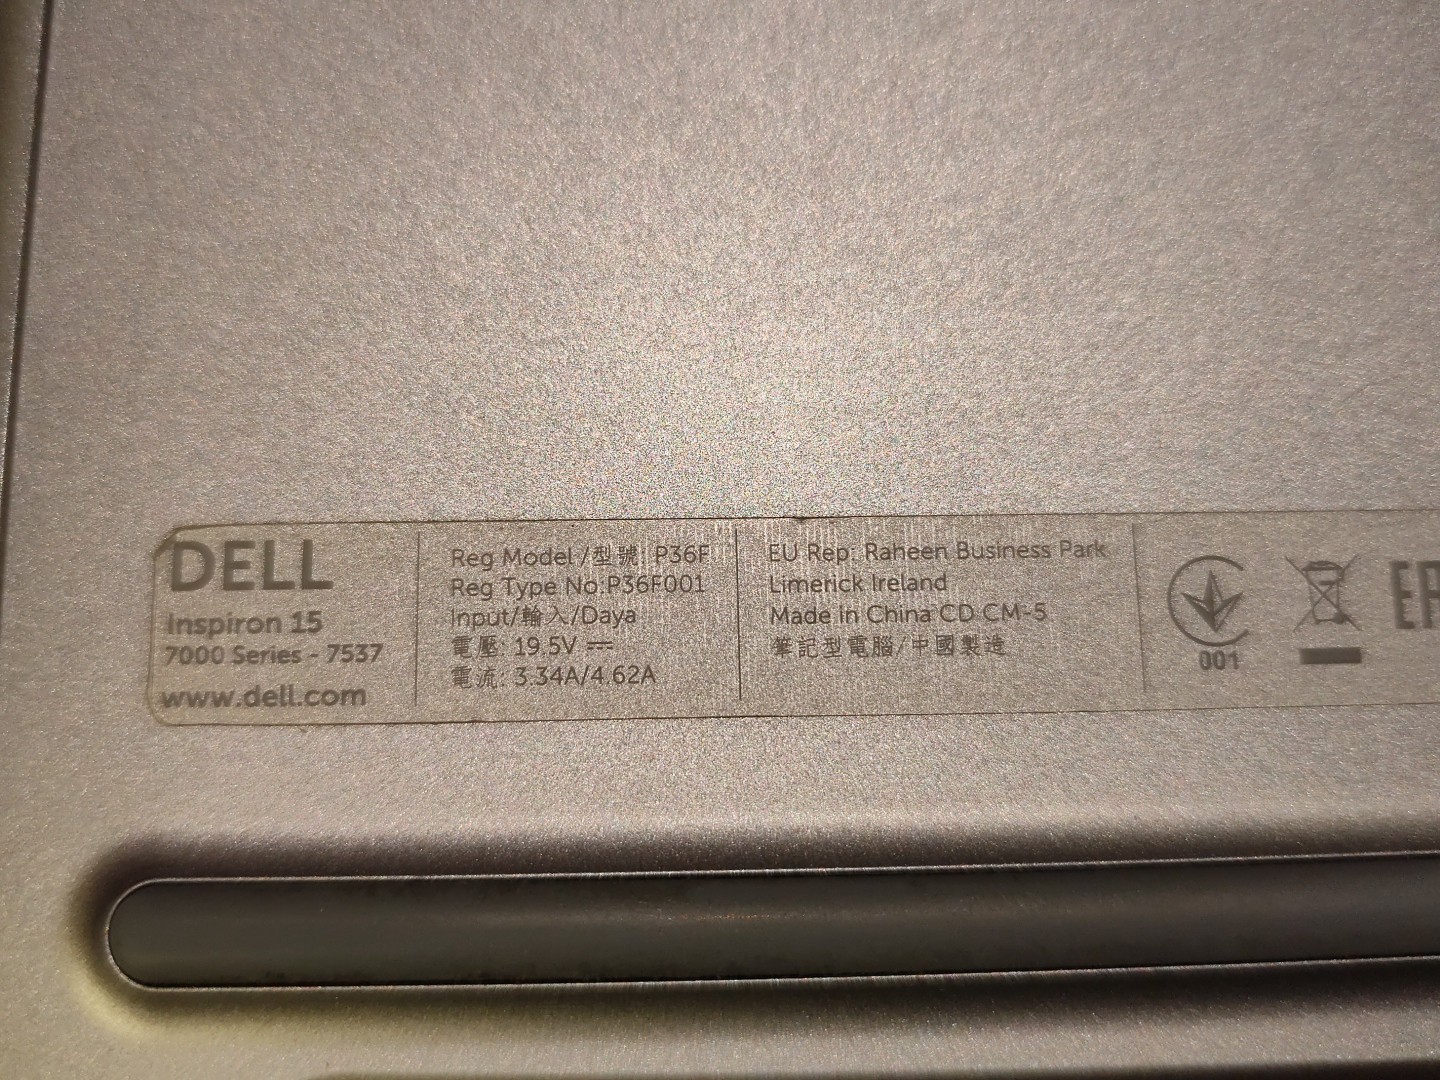 DELL
Inspiron 15
7000 Series - 7537
www.dell.com
Reg Model /型號: P36F
Reg Type No:P36F001
Input/輸入/Daya
電壓: 19.5V ⎓
電流: 3.34A/4.62A
EU Rep: Raheen Business Park
Limerick Ireland
Made in China CD CM-5
筆記型電腦/中國製造
001